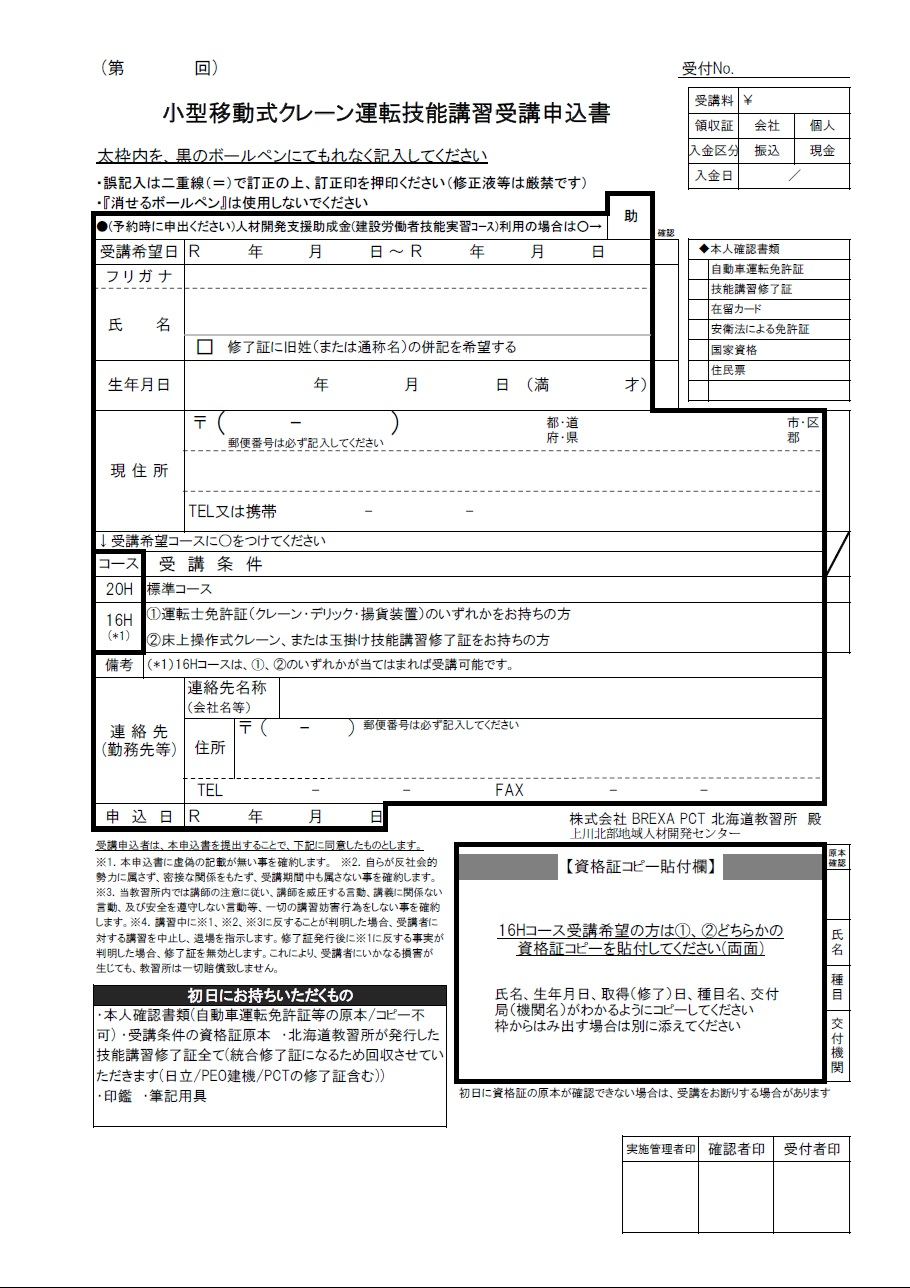 （第　　　　回）
受付No.
小型移動式クレーン運転技能講習受講申込書
受講料 ￥
領収証 会社 個人
入金区分 振込 現金
入金日 ／
太枠内を、黒のボールペンにてもれなく記入してください
・誤記入は二重線（＝）で訂正の上、訂正印を押印ください（修正液等は厳禁です）
・『消せるボールペン』は使用しないでください
●(予約時に申出ください)人材開発支援助成金(建設労働者技能実習コース)利用の場合は〇→ 助
確認
受講希望日 R　　年　　月　　日 ～ R　　年　　月　　日
フリガナ
氏　　名
□ 修了証に旧姓（または通称名）の併記を希望する
生年月日　　年　　月　　日 （満　　才）
◆本人確認書類
自動車運転免許証
技能講習修了証
在留カード
安衛法による免許証
国家資格
住民票
現住所
〒（　　－　　）
郵便番号は必ず記入してください
都・道
府・県
市・区
郡
TEL又は携帯　　－　　－
↓受講希望コースに〇をつけてください
コース 受講条件
20H 標準コース
16H
(*1)
①運転士免許証（クレーン・デリック・揚貨装置）のいずれかをお持ちの方
②床上操作式クレーン、または玉掛け技能講習修了証をお持ちの方
備考 (*1)16Hコースは、①、②のいずれかが当てはまれば受講可能です。
連絡先
(勤務先等)
連絡先名称
(会社名等)
住所 〒（　　－　　） 郵便番号は必ず記入してください
TEL　　－　　－　　FAX　　－　　－
申込日 R　　年　　月　　日
株式会社 BREXA PCT 北海道教習所 殿
上川北部地域人材開発センター
受講申込者は、本申込書を提出することで、下記に同意したものとします。
※1. 本申込書に虚偽の記載が無い事を確約します。 ※2. 自らが反社会的
勢力に属さず、密接な関係をもたず、受講期間中も属さない事を確約します。
※3. 当教習所内では講師の注意に従い、講師を威圧する言動、講義に関係ない
言動、及び安全を遵守しない言動等、一切の講習妨害行為をしない事を確約
します。※4. 講習中に※1、※2、※3に反することが判明した場合、受講者に
対する講習を中止し、退場を指示します。修了証発行後に※1に反する事実が
判明した場合、修了証を無効とします。これにより、受講者にいかなる損害が
生じても、教習所は一切賠償致しません。
初日にお持ちいただくもの
・本人確認書類（自動車運転免許証等の原本/コピー不
可）・受講条件の資格証原本 ・北海道教習所が発行した
技能講習修了証全て(統合修了証になるため回収させてい
ただきます(日立/PEO建機/PCTの修了証含む))
・印鑑 ・筆記用具
【資格証コピー貼付欄】
16Hコース受講希望の方は①、②どちらかの
資格証コピーを貼付してください（両面）
氏名、生年月日、取得（修了）日、種目名、交付
局（機関名）がわかるようにコピーしてください
枠からはみ出す場合は別に添えてください
原本
確認
氏名
種目
交付機関
初日に資格証の原本が確認できない場合は、受講をお断りする場合があります
実施管理者印 確認者印 受付者印